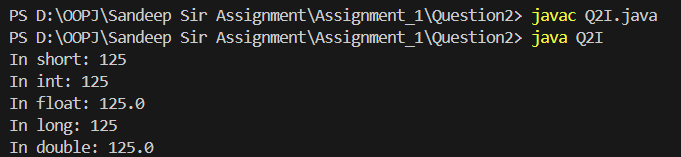 PS D:\OOPJ\Sandeep Sir Assignment\Assignment_1\Question2> javac Q2I.java
PS D:\OOPJ\Sandeep Sir Assignment\Assignment_1\Question2> java Q2I
In short: 125
In int: 125
In float: 125.0
In long: 125
In double: 125.0